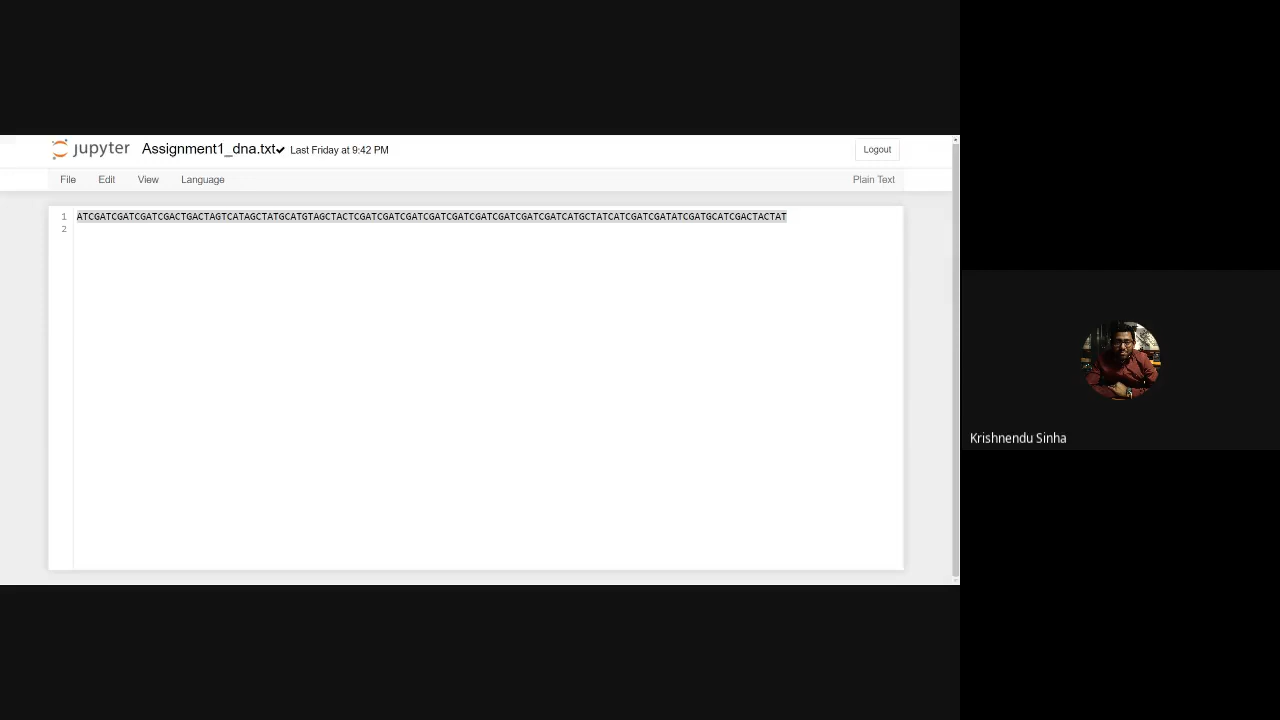 jupyter Assignment1_dna.txt✔ Last Friday at 9:42 PM
Logout
File Edit View Language
Plain Text
1 ATCGATCGATCGATCGACTGACTAGTCATAGCTATGCATGTAGCTACTCGATCGATCGATCGATCGATCGATCGATCGATCGATCATGCTATCATCGATCGATATCGATGCATCGACTACTAT
2
Krishnendu Sinha